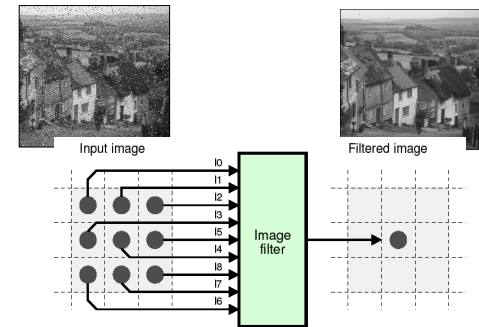 Input image
Filtered image
I0
I1
I2
I3
I5
I4
I8
I7
I6
Image
filter